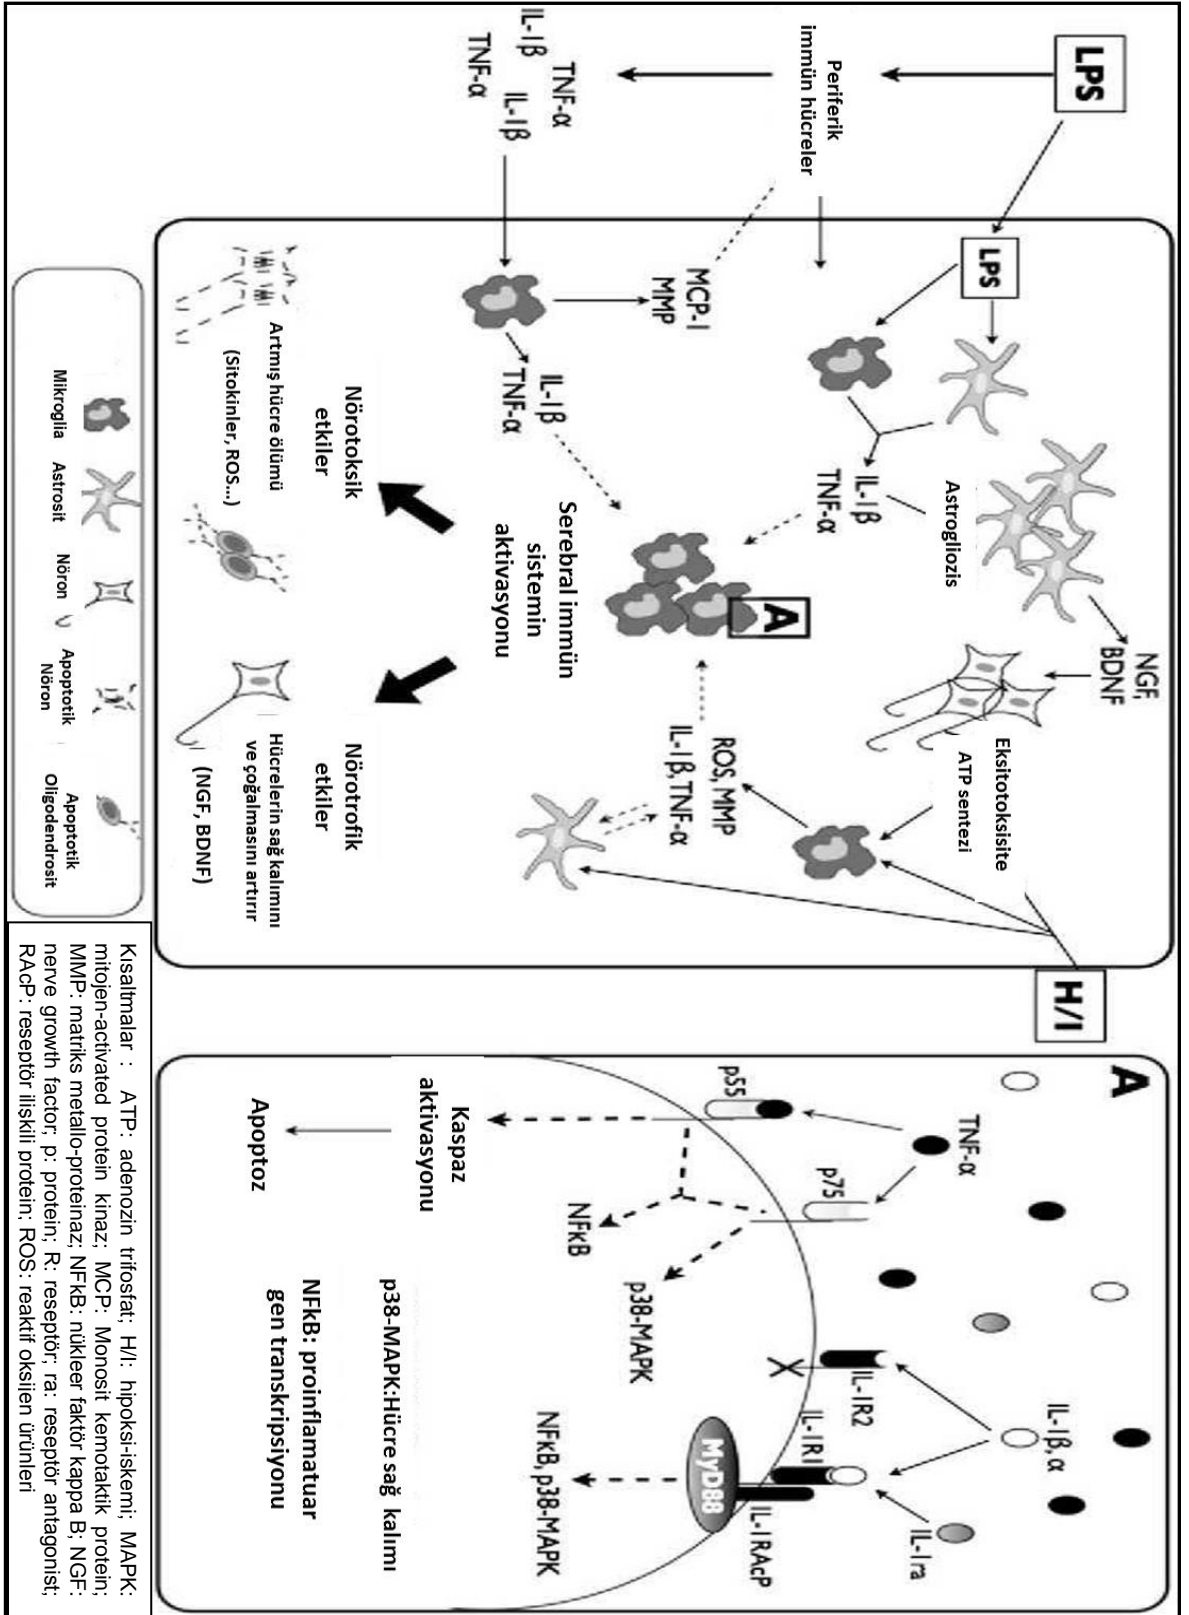 LPS
Periferik
immün hücreler
IL-1β
TNF-α
TNF-α
IL-1β
LPS
MCP-1
MMP
IL-1β
TNF-α
IL-1β
TNF-α
Astrogliozis
NGF,
BDNF
Eksitotoksisite
ATP sentezi
ROS, MMP
IL-1β,TNF-α
A
Serebral immün
sistemin
aktivasyonu
Nörotoksik
etkiler
Artmış hücre ölümü
(Sitokinler, ROS...)
Nörotrofik
etkiler
Hücrelerin sağ kalımını
ve çoğalmasını artırır
(NGF, BDNF)
H/I
Mikroglia
Astrosit
Nöron
Apoptotik
Nöron
Apoptotik
Oligodendrosit
A
TNF-α
p55
p75
IL-1β,α
IL-1R2
IL-1R1
IL-1ra
IL-1RAcP
MyD88
NFκB
p38-MAPK
NFκB, p38-MAPK
Kaspaz
aktivasyonu
Apoptoz
p38-MAPK:Hücre sağ kalımı
NFkB: proinflamatuar
gen transkripsiyonu
Kısaltmalar : ATP: adenozin trifosfat; H/I: hipoksi-iskemi; MAPK:
mitojen-activated protein kinaz; MCP: Monosit kemotaktik protein;
MMP: matriks metallo-proteinaz; NFkB: nükleer faktör kappa B; NGF:
nerve growth factor; p: protein; R: reseptör; ra: reseptör antagonist;
RAcP: reseptör ilişkili protein; ROS: reaktif oksijen ürünleri